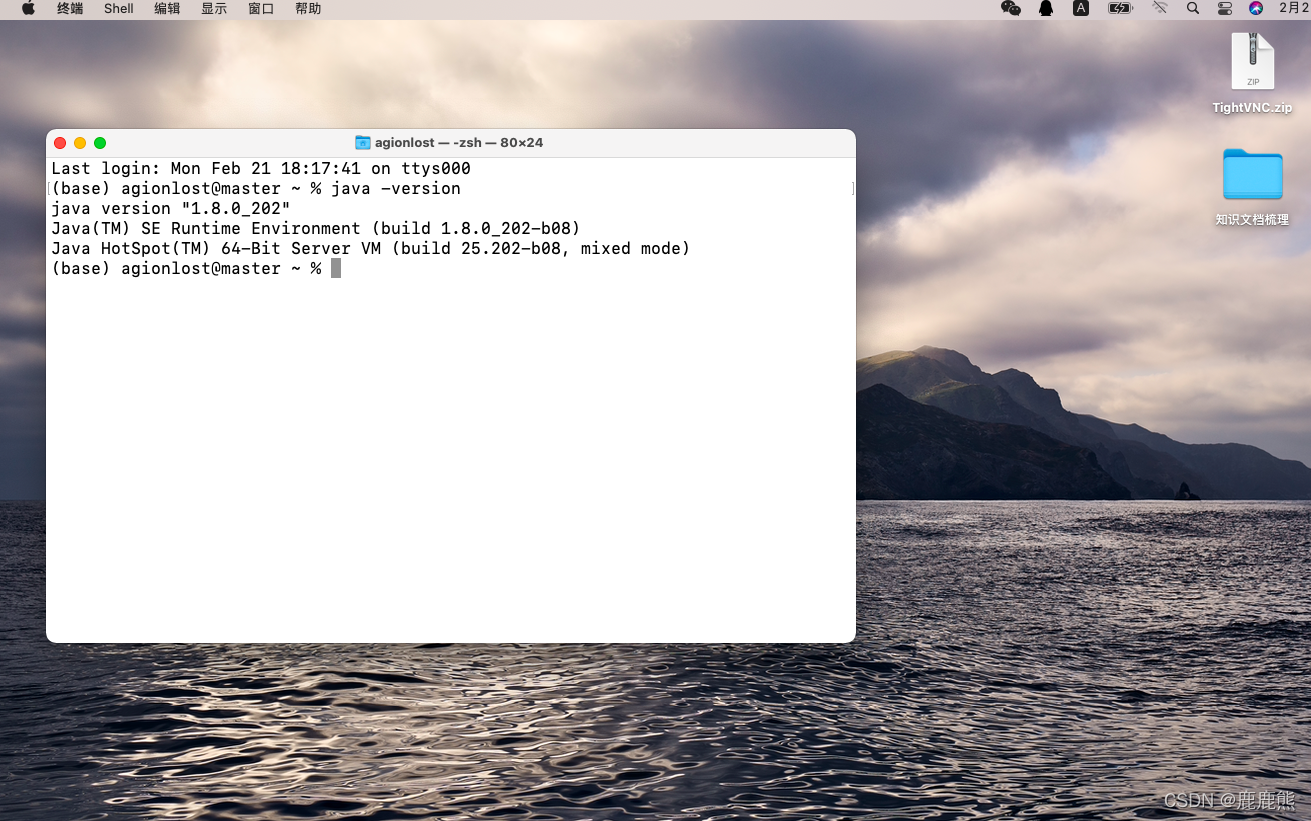 终端 Shell 编辑 显示 窗口 帮助 A 2月2
ZIP
TightVNC.zip
agionlost — -zsh — 80×24
Last login: Mon Feb 21 18:17:41 on ttys000
(base) agionlost@master ~ % java -version
java version "1.8.0_202"
Java(TM) SE Runtime Environment (build 1.8.0_202-b08)
Java HotSpot(TM) 64-Bit Server VM (build 25.202-b08, mixed mode)
(base) agionlost@master ~ %
知识文档梳理
CSDN @鹿鹿熊